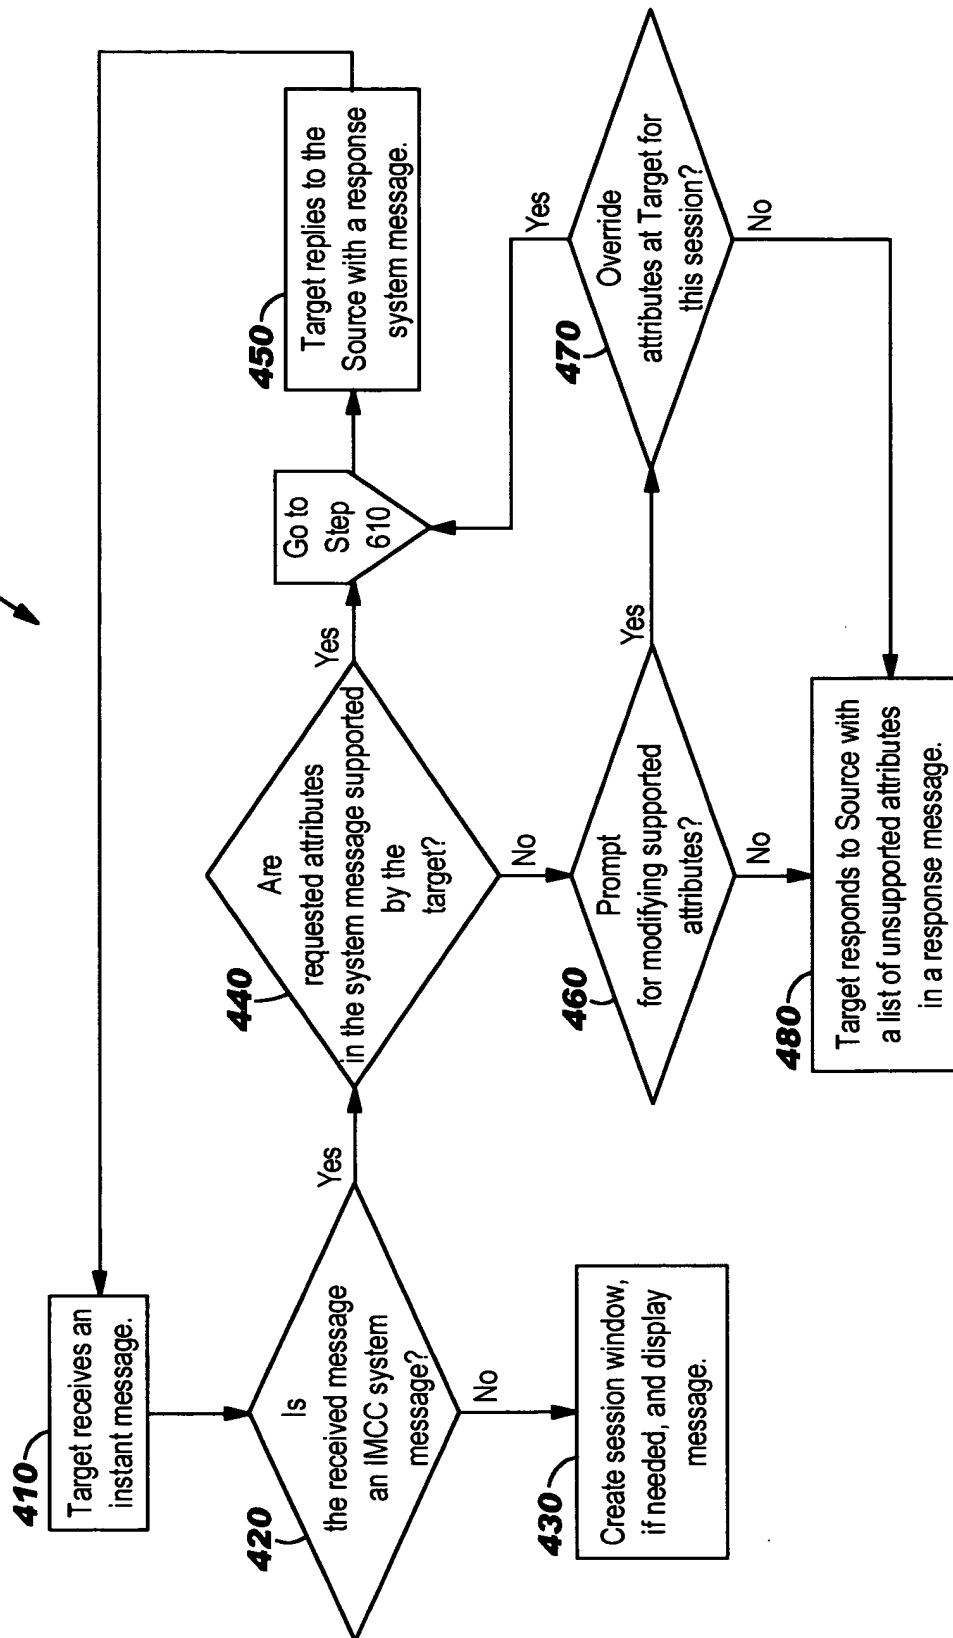 410
Target receives an
instant message.
420
Is
the received message
an IMCC system
message?
Yes
No
430
Create session window,
if needed, and display
message.
440
Are
requested attributes
in the system message supported
by the
target?
Yes
No
Go to
Step
610
450
Target replies to the
Source with a response
system message.
460
Prompt
for modifying supported
attributes?
Yes
No
470
Override
attributes at Target for
this session?
Yes
No
480
Target responds to Source with
a list of unsupported attributes
in a response message.